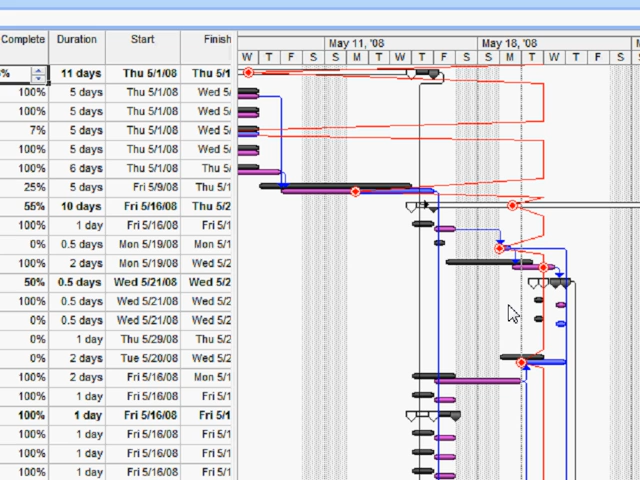 Complete Duration Start Finish
May 11, '08 May 18, '08
W T F S S M T W T F S S M T W T F S S M
% 11 days Thu 5/1/08 Thu 5/1
100% 5 days Thu 5/1/08 Wed 5/
100% 5 days Thu 5/1/08 Wed 5/
7% 5 days Thu 5/1/08 Wed 5/
100% 5 days Thu 5/1/08 Wed 5/
100% 6 days Thu 5/1/08 Thu 5/
25% 5 days Fri 5/9/08 Thu 5/1
55% 10 days Fri 5/16/08 Thu 5/2
100% 1 day Fri 5/16/08 Fri 5/1
0% 0.5 days Mon 5/19/08 Mon 5/1
100% 2 days Mon 5/19/08 Wed 5/2
50% 0.5 days Wed 5/21/08 Wed 5/2
100% 0.5 days Wed 5/21/08 Wed 5/2
0% 0.5 days Wed 5/21/08 Wed 5/2
0% 1 day Thu 5/29/08 Thu 5/2
0% 2 days Tue 5/20/08 Wed 5/2
100% 2 days Fri 5/16/08 Mon 5/1
100% 1 day Fri 5/16/08 Fri 5/1
100% 1 day Fri 5/16/08 Fri 5/1
100% 1 day Fri 5/16/08 Fri 5/1
100% 1 day Fri 5/16/08 Fri 5/1
100% 1 day Fri 5/16/08 Fri 5/1